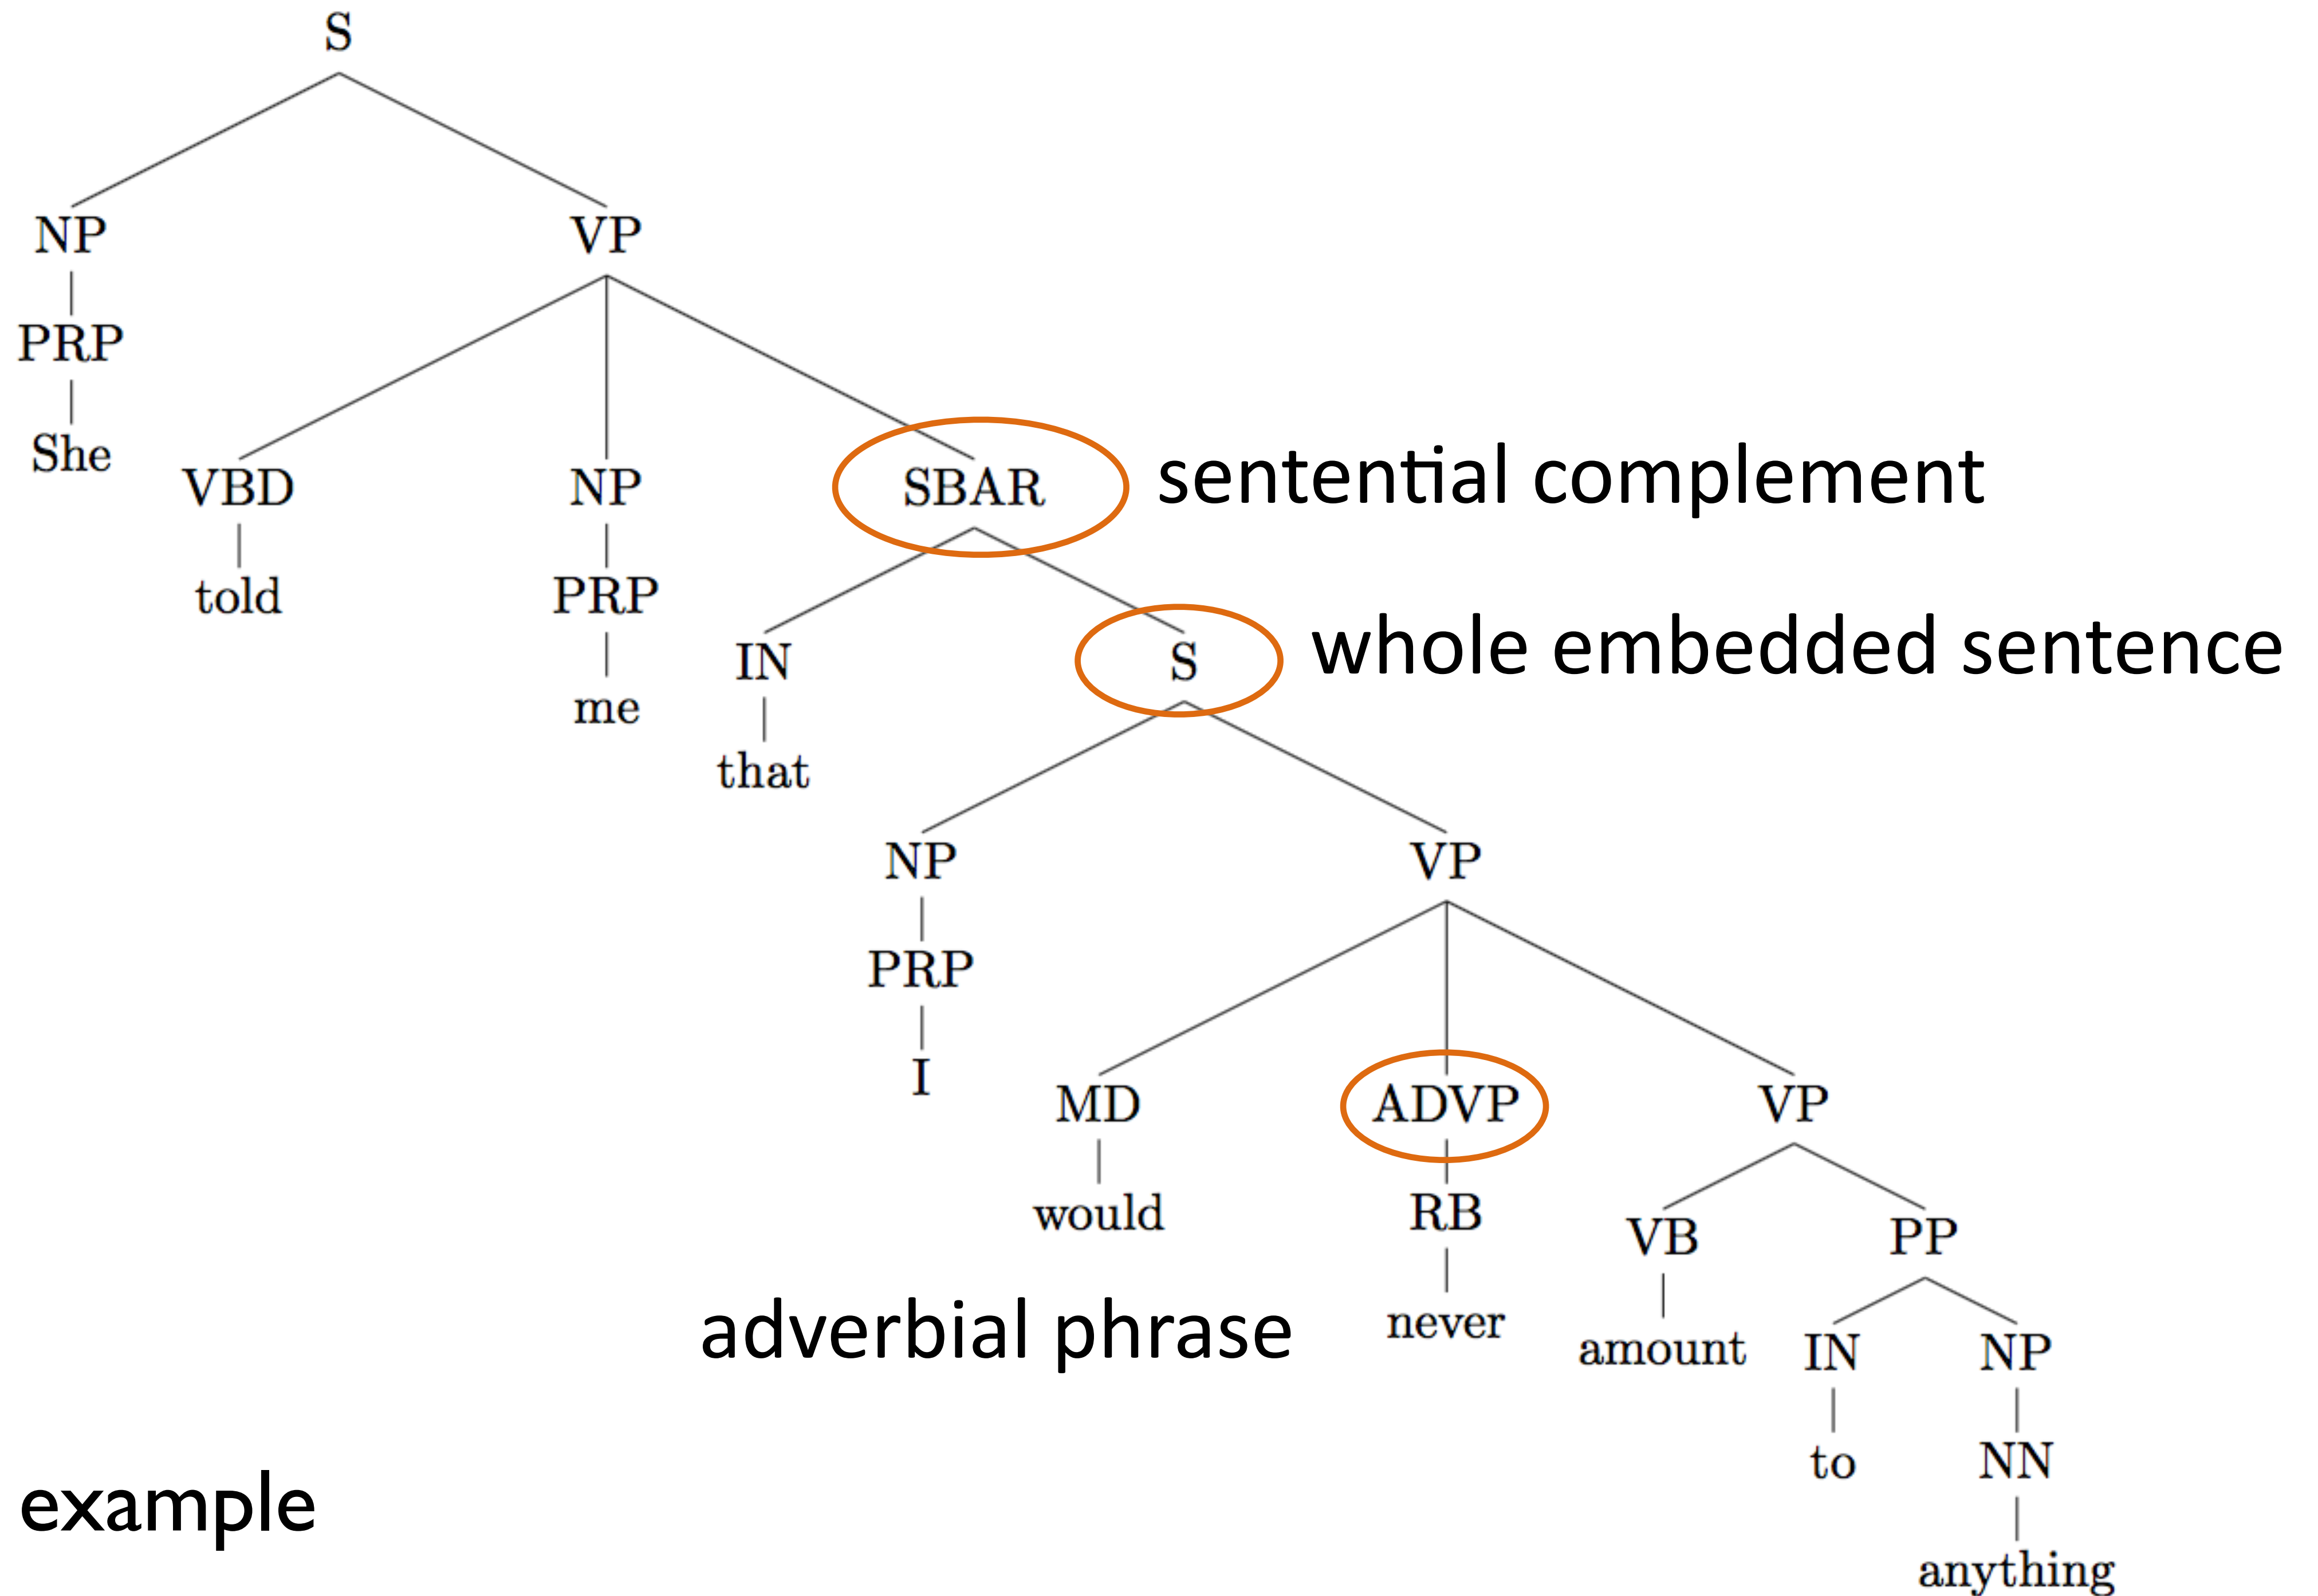 S
NP VP
PRP
She
VBD NP SBAR sentential complement
told PRP
IN S whole embedded sentence
me
that
NP VP
PRP
I
MD ADVP VP
would RB
VB PP
never
adverbial phrase
amount IN NP
to NN
example
anything